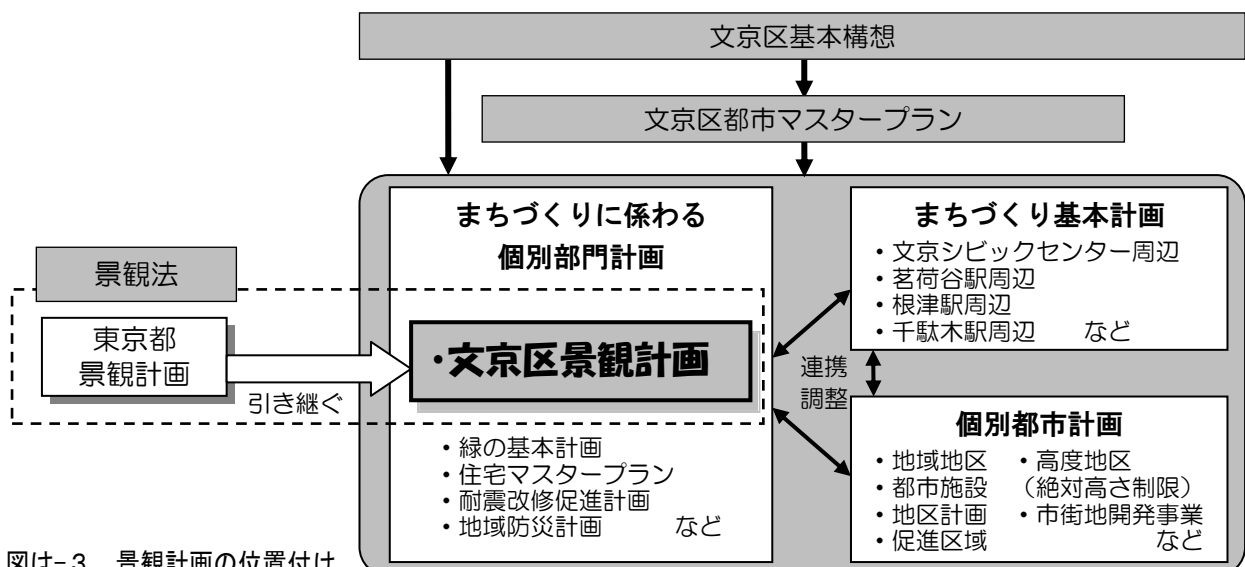 文京区基本構想
文京区都市マスタープラン
まちづくりに係わる
個別部門計画
景観法
東京都
景観計画
引き継ぐ
・文京区景観計画
・緑の基本計画
・住宅マスタープラン
・耐震改修促進計画
・地域防災計画 など
まちづくり基本計画
・文京シビックセンター周辺
・茗荷谷駅周辺
・根津駅周辺
・千駄木駅周辺 など
連携
調整
個別都市計画
・地域地区 ・高度地区
・都市施設 (絶対高さ制限)
・地区計画 ・市街地開発事業
・促進区域 など
図は-3 景観計画の位置付け